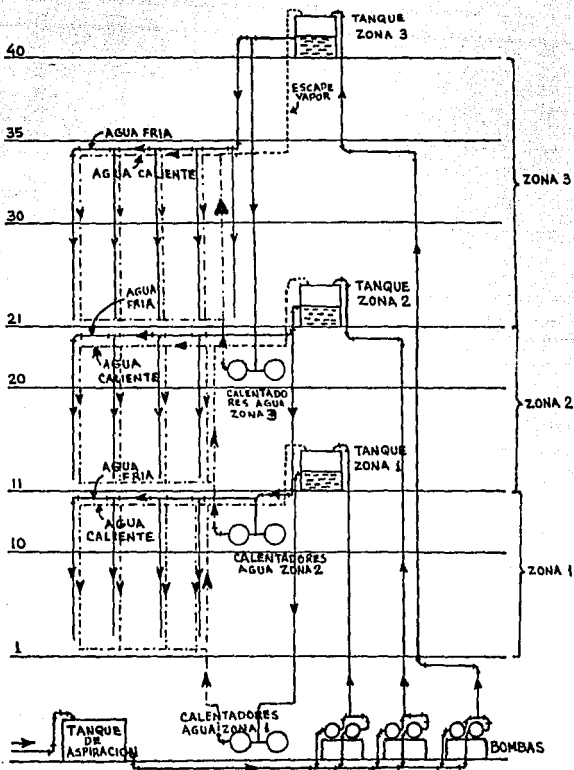 TANQUE
ZONA 3
40
ESCAPE
VAPOR
35
AGUA FRIA
AGUA CALIENTE
ZONA 3
30
AGUA
FRIA
TANQUE
ZONA 2
21
AGUA
CALIENTE
CALENTADO
RES AGUA
ZONA 3
20
ZONA 2
TANQUE
ZONA 1
AGUA
FRIA
11
AGUA
CALIENTE
CALENTADORES
AGUA ZONA 2
10
ZONA 1
1
CALENTADORES
AGUA ZONA 1
TANQUE
DE
ASPIRACION
BOMBAS